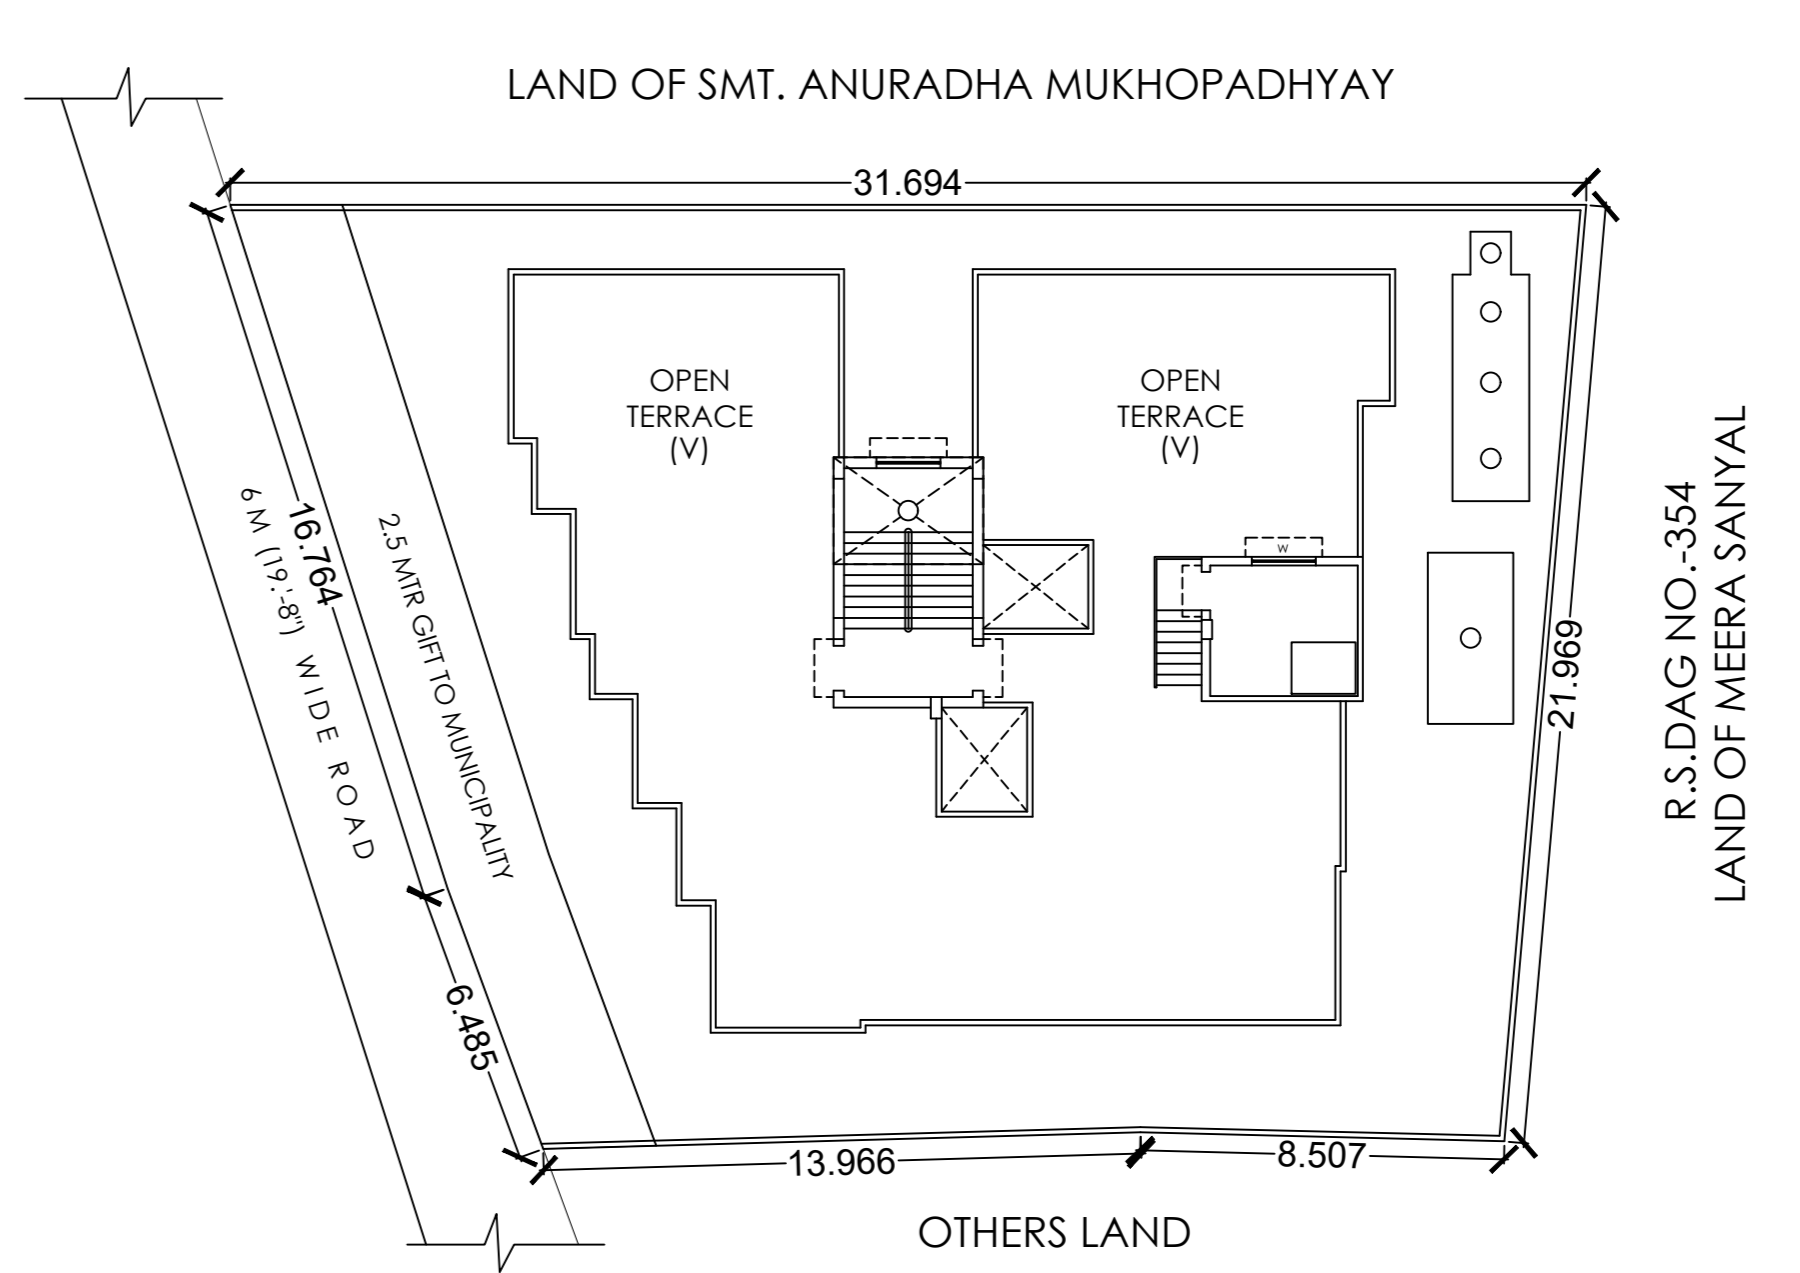 LAND OF SMT. ANURADHA MUKHOPADHYAY
31.694
OPEN
TERRACE
(V)
OPEN
TERRACE
(V)
16.764
6 M (19.'-8") WIDE ROAD
2.5 MTR GIFT TO MUNICIPALITY
W
21.969
R.S.DAG NO.-354
LAND OF MEERA SANYAL
6.485
13.966
8.507
OTHERS LAND